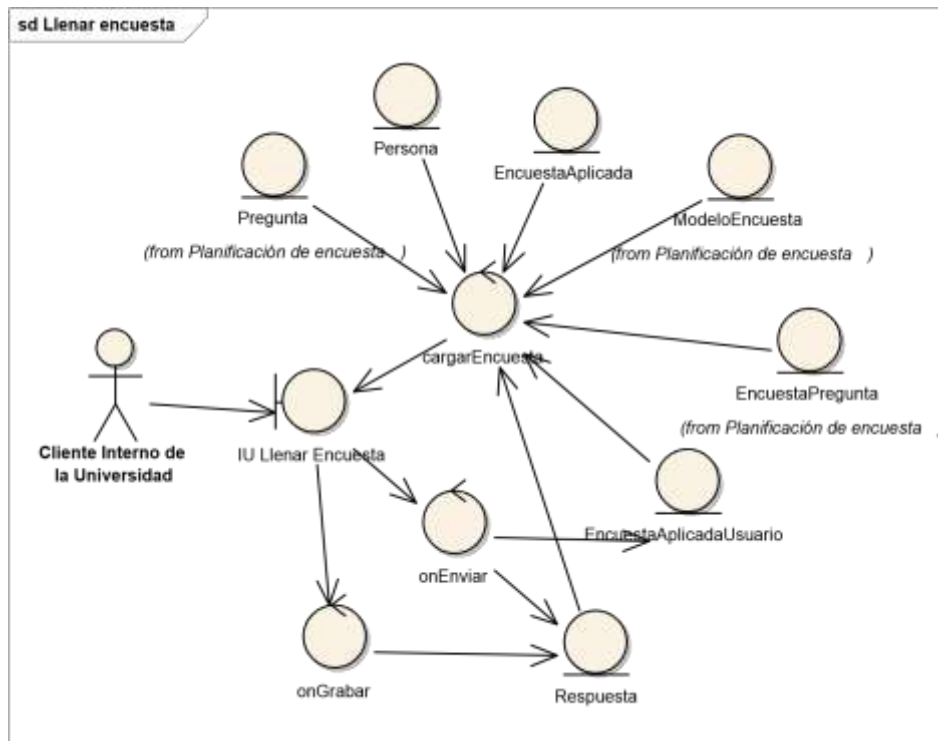 sd Llenar encuesta
Persona
EncuestaAplicada
Pregunta
(from Planificación de encuesta )
ModeloEncuesta
(from Planificación de encuesta )
cargarEncuesta
EncuestaPregunta
(from Planificación de encuesta
Cliente Interno de
la Universidad
IU Llenar Encuesta
EncuestaAplicadaUsuario
onEnviar
onGrabar
Respuesta